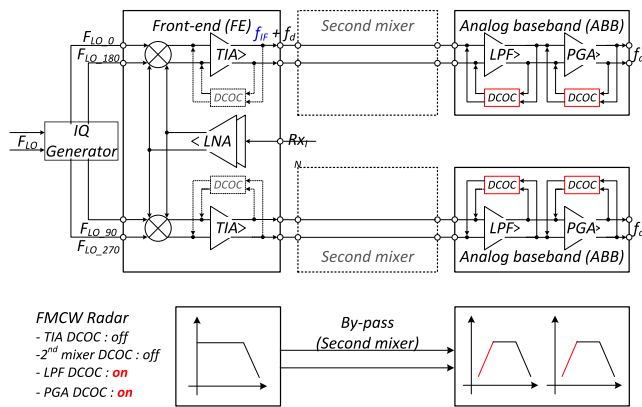 Front-end (FE)
Second mixer
Analog baseband (ABB)
F_LO_0
f_IF + f_d
F_LO_180
TIA>
LPF>
PGA>
f_d
DCOC
DCOC
DCOC
IQ
Generator
F_LO
< LNA
Rx_I
N
DCOC
DCOC
DCOC
F_LO_90
F_LO_270
TIA>
LPF>
PGA>
f_d
Second mixer
Analog baseband (ABB)
FMCW Radar
- TIA DCOC : off
-2nd mixer DCOC : off
- LPF DCOC : on
- PGA DCOC : on
By-pass
(Second mixer)